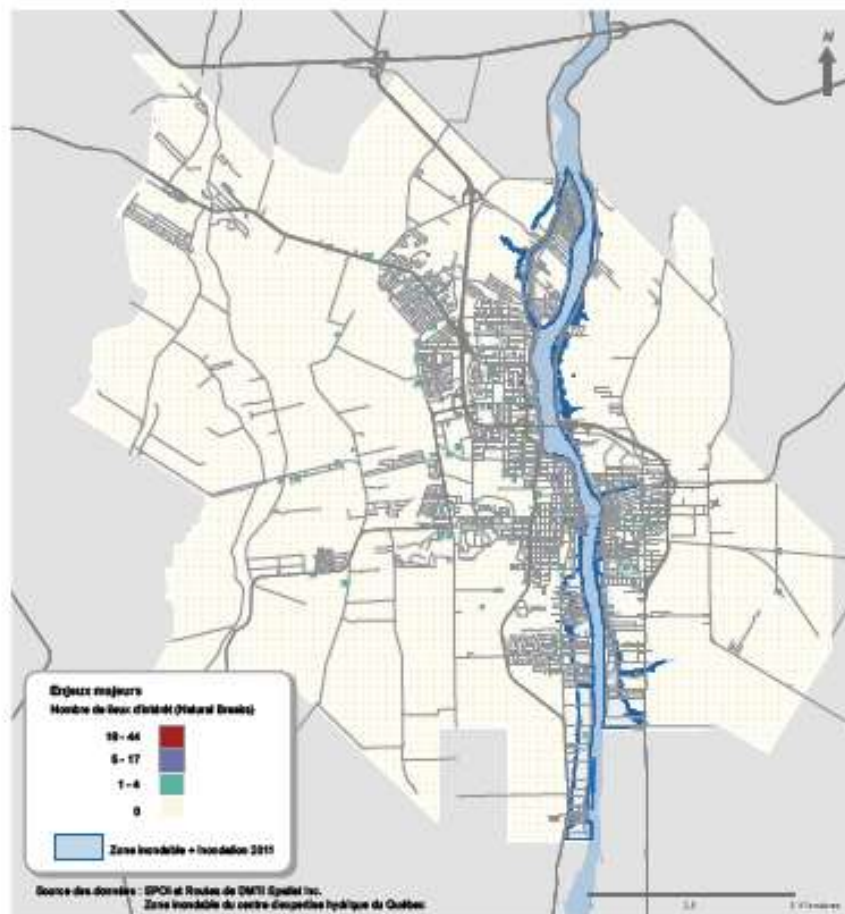 N
Enjeux majeurs
Nombre de lieux d'intérêt (Natural Breaks)
18 - 44
5 - 17
1 - 4
0
Zone inondable + Inondation 2011
Source des données : EPOI et Routes de DMTI Spatial Inc.
Zone inondable du centre d'expertise hydrique du Québec